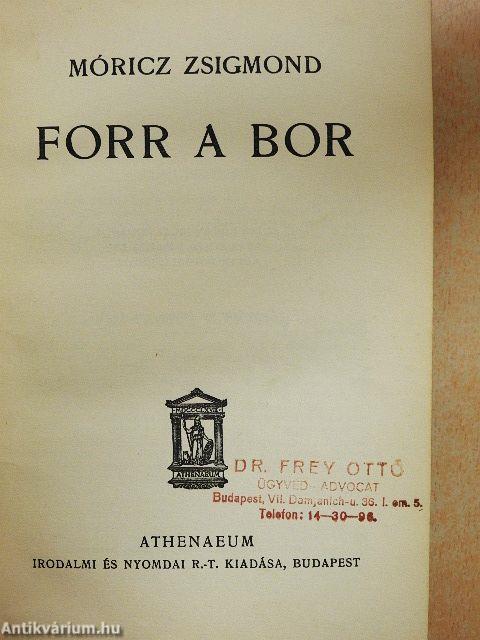 MÓRICZ ZSIGMOND
FORR A BOR
MDCCCLXVIII
ATHENAEUM
DR. FREY OTTÓ
ÜGYVÉD - ADVOCAT
Budapest, VII. Damjanich-u. 36. I. em. 5.
Telefon: 14—30—96.
ATHENAEUM
IRODALMI ÉS NYOMDAI R.-T. KIADÁSA, BUDAPEST
Antikvárium.hu